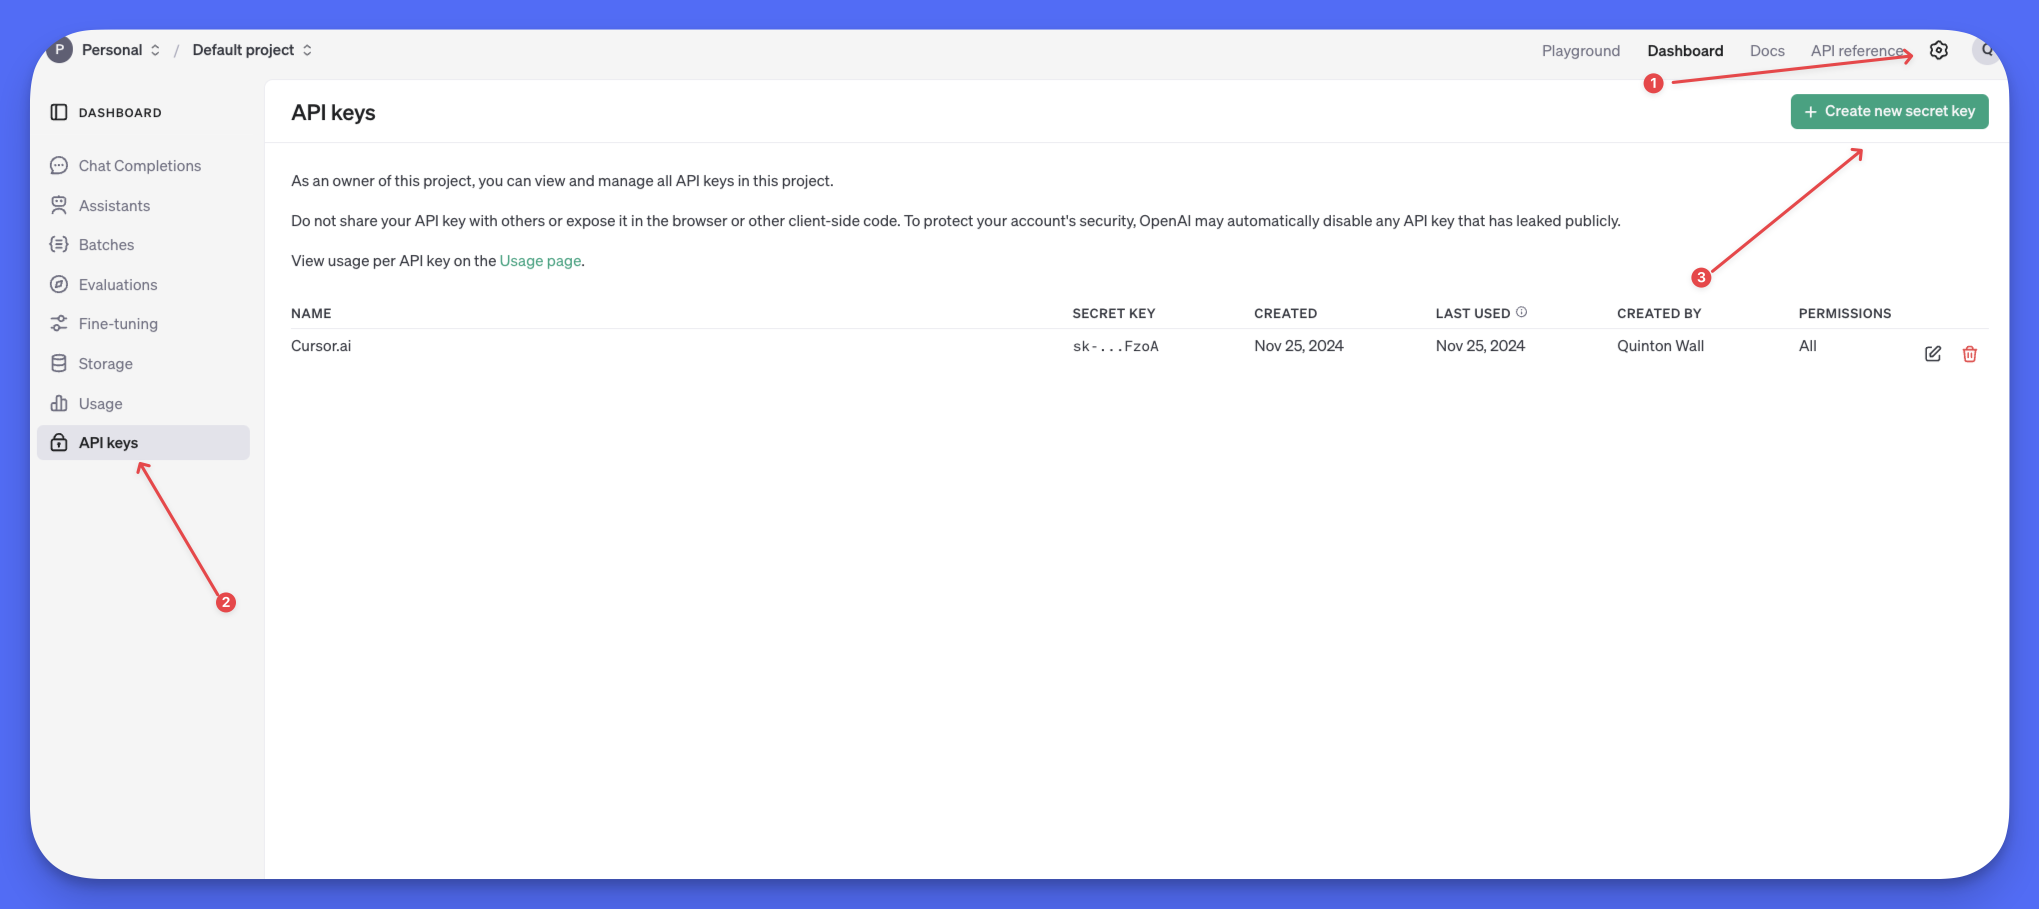 P Personal / Default project
Playground Dashboard Docs API reference Q
1
DASHBOARD
API keys
+ Create new secret key
Chat Completions
Assistants
Batches
Evaluations
Fine-tuning
Storage
Usage
API keys
2
As an owner of this project, you can view and manage all API keys in this project.
Do not share your API key with others or expose it in the browser or other client-side code. To protect your account's security, OpenAI may automatically disable any API key that has leaked publicly.
View usage per API key on the Usage page.
3
NAME SECRET KEY CREATED LAST USED CREATED BY PERMISSIONS
Cursor.ai sk-...FzoA Nov 25, 2024 Nov 25, 2024 Quinton Wall All